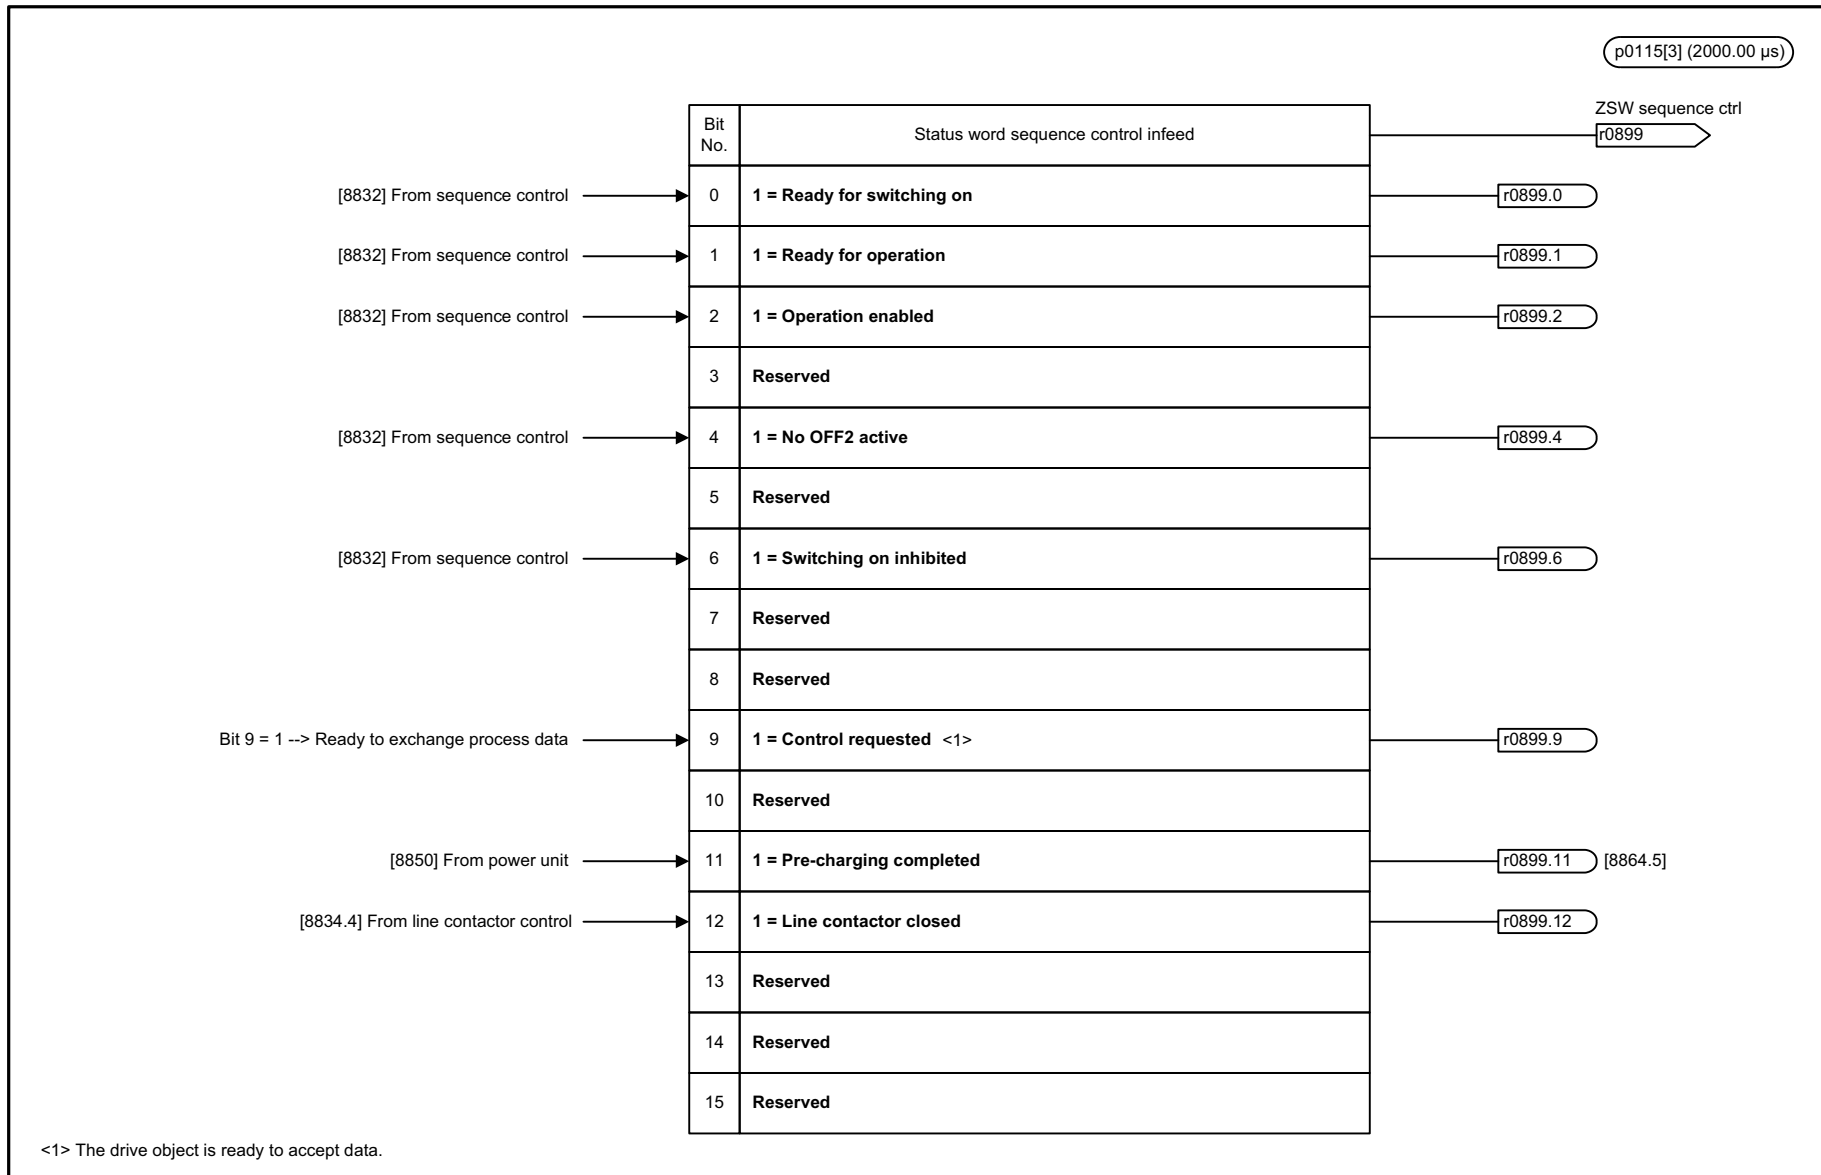 p0115[3] (2000.00 µs)
ZSW sequence ctrl
Bit
No.
Status word sequence control infeed
r0899
[8832] From sequence control 0 1 = Ready for switching on r0899.0
[8832] From sequence control 1 1 = Ready for operation r0899.1
[8832] From sequence control 2 1 = Operation enabled r0899.2
3 Reserved
[8832] From sequence control 4 1 = No OFF2 active r0899.4
5 Reserved
[8832] From sequence control 6 1 = Switching on inhibited r0899.6
7 Reserved
8 Reserved
Bit 9 = 1 --> Ready to exchange process data 9 1 = Control requested <1> r0899.9
10 Reserved
[8850] From power unit 11 1 = Pre-charging completed r0899.11 [8864.5]
[8834.4] From line contactor control 12 1 = Line contactor closed r0899.12
13 Reserved
14 Reserved
15 Reserved
<1> The drive object is ready to accept data.